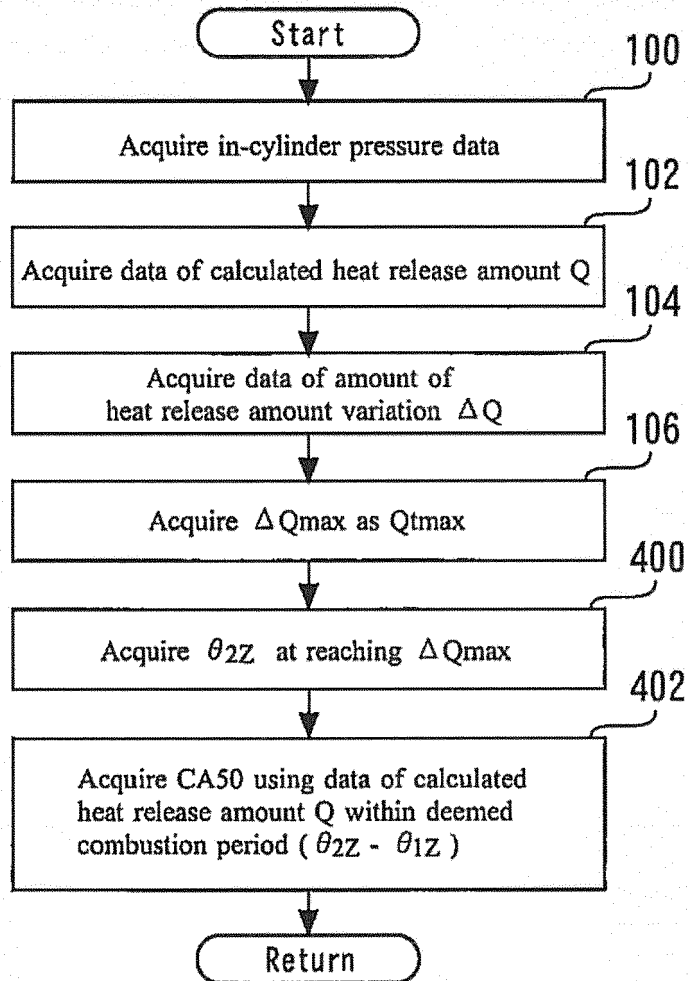 Start
100
Acquire in-cylinder pressure data
102
Acquire data of calculated heat release amount Q
104
Acquire data of amount of
heat release amount variation ΔQ
106
Acquire ΔQmax as Qtmax
400
Acquire θ2Z at reaching ΔQmax
402
Acquire CA50 using data of calculated
heat release amount Q within deemed
combustion period ( θ2Z - θ1Z )
Return